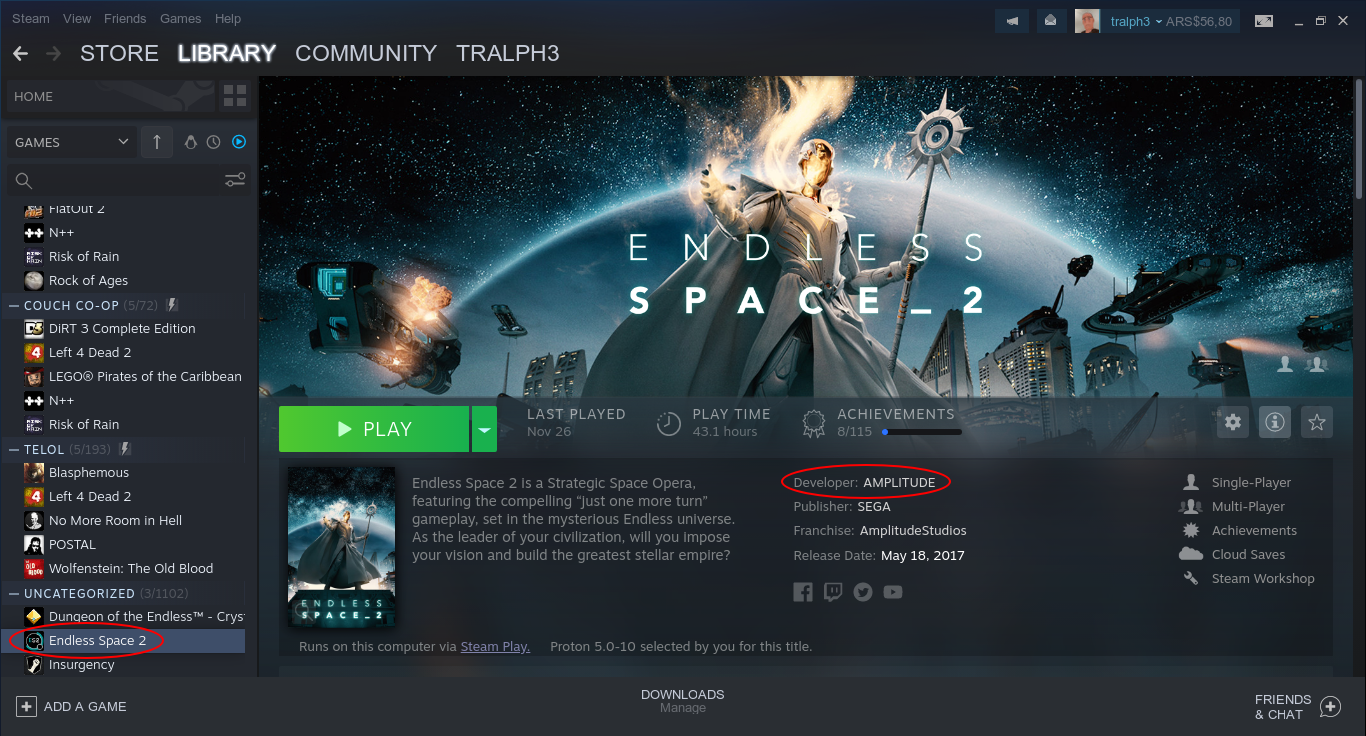 Steam View Friends Games Help
tralph3 ARS$56,80
STORE LIBRARY COMMUNITY TRALPH3
HOME
GAMES
FlatOut 2
N++
Risk of Rain
Rock of Ages
COUCH CO-OP (5/72)
DiRT 3 Complete Edition
Left 4 Dead 2
LEGO® Pirates of the Caribbean
N++
Risk of Rain
TELOL (5/193)
Blasphemous
Left 4 Dead 2
No More Room in Hell
POSTAL
Wolfenstein: The Old Blood
UNCATEGORIZED (3/1102)
Dungeon of the Endless™ - Crys
Endless Space 2
Insurgency
ENDLESS
SPACE_2
PLAY
LAST PLAYED
Nov 26
PLAY TIME
43.1 hours
ACHIEVEMENTS
8/115
ENDLESS
SPACE_2
Endless Space 2 is a Strategic Space Opera,
featuring the compelling “just one more turn”
gameplay, set in the mysterious Endless universe.
As the leader of your civilization, will you impose
your vision and build the greatest stellar empire?
Developer: AMPLITUDE
Publisher: SEGA
Franchise: AmplitudeStudios
Release Date: May 18, 2017
Single-Player
Multi-Player
Achievements
Cloud Saves
Steam Workshop
Runs on this computer via Steam Play. Proton 5.0-10 selected by you for this title.
ADD A GAME
DOWNLOADS
Manage
FRIENDS
& CHAT